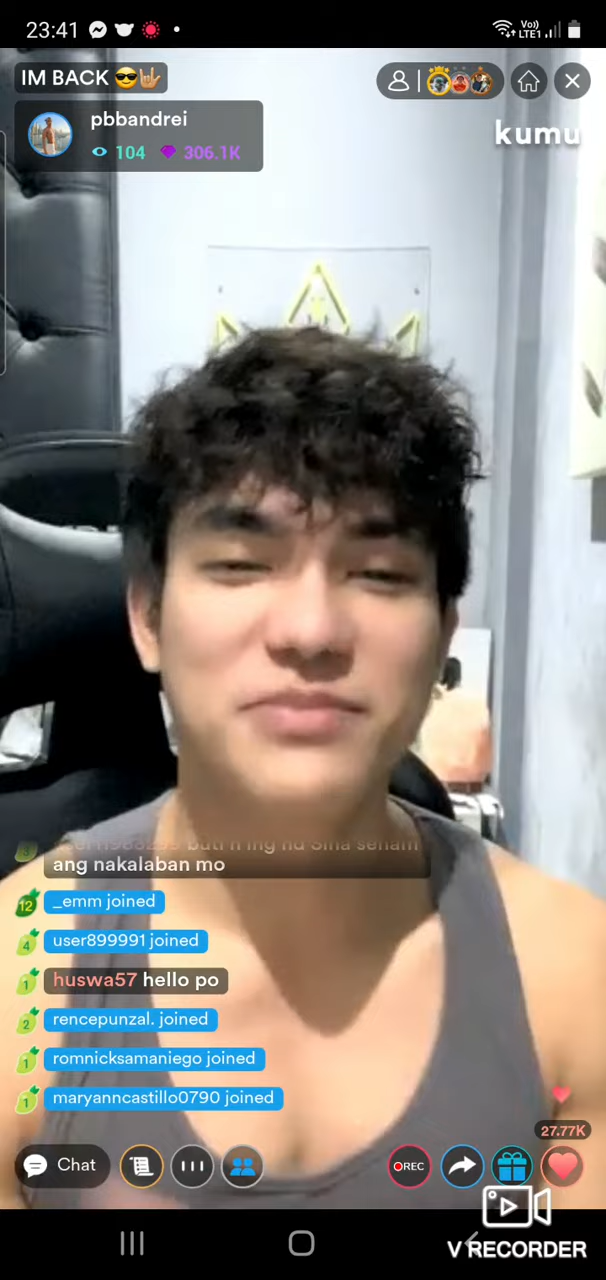 23:41
Vo))
LTE1
IM BACK 😎🤟
pbbandrei
104 306.1K
kumu
ang nakalaban mo
12 _emm joined
4 user899991 joined
1 huswa57 hello po
2 rencepunzal. joined
1 romnicksamaniego joined
1 maryanncastillo0790 joined
27.77K
Chat
REC
V RECORDER